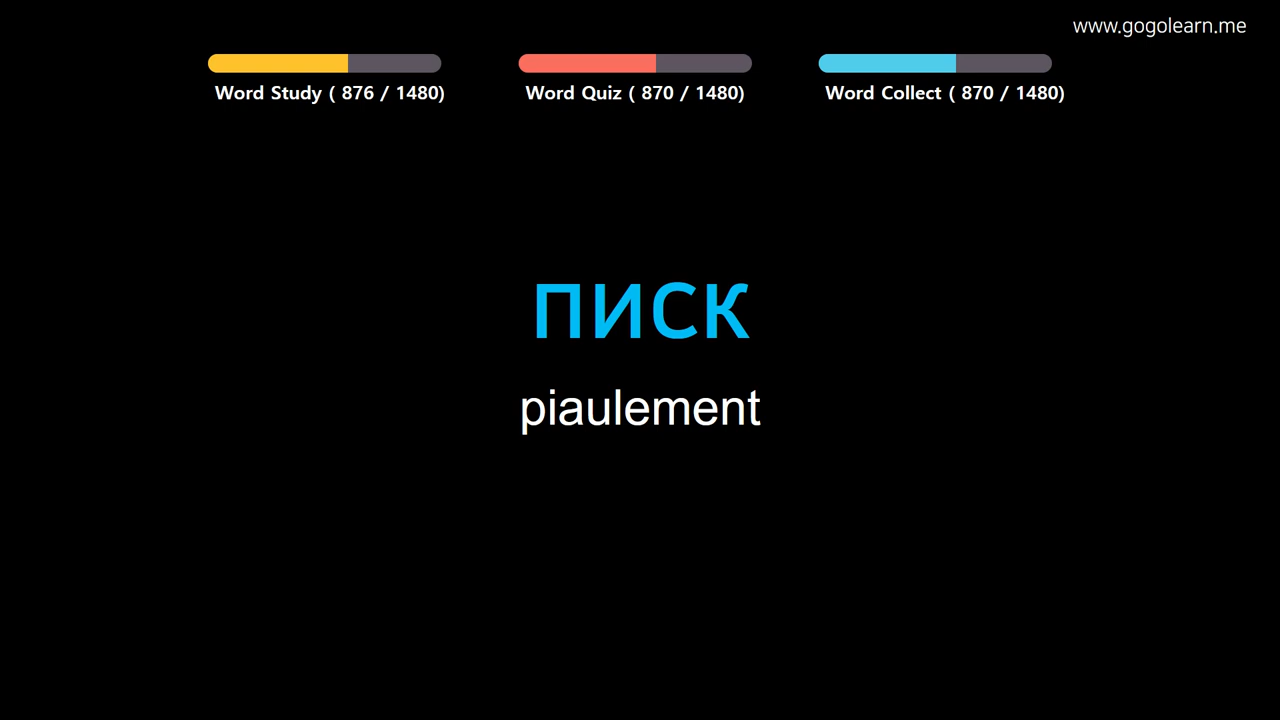 www.gogolearn.me
Word Study ( 876 / 1480)
Word Quiz ( 870 / 1480)
Word Collect ( 870 / 1480)
писк
piaulement